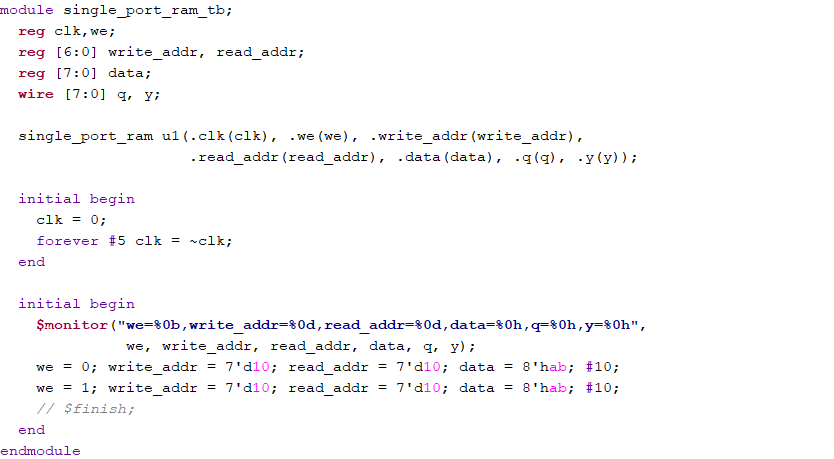 module single_port_ram_tb;
  reg clk,we;
  reg [6:0] write_addr, read_addr;
  reg [7:0] data;
  wire [7:0] q, y;

  single_port_ram u1(.clk(clk), .we(we), .write_addr(write_addr),
                     .read_addr(read_addr), .data(data), .q(q), .y(y));

  initial begin
    clk = 0;
    forever #5 clk = ~clk;
  end

  initial begin
    $monitor("we=%0b,write_addr=%0d,read_addr=%0d,data=%0h,q=%0h,y=%0h",
              we, write_addr, read_addr, data, q, y);
    we = 0; write_addr = 7'd10; read_addr = 7'd10; data = 8'hab; #10;
    we = 1; write_addr = 7'd10; read_addr = 7'd10; data = 8'hab; #10;
    // $finish;
  end
endmodule